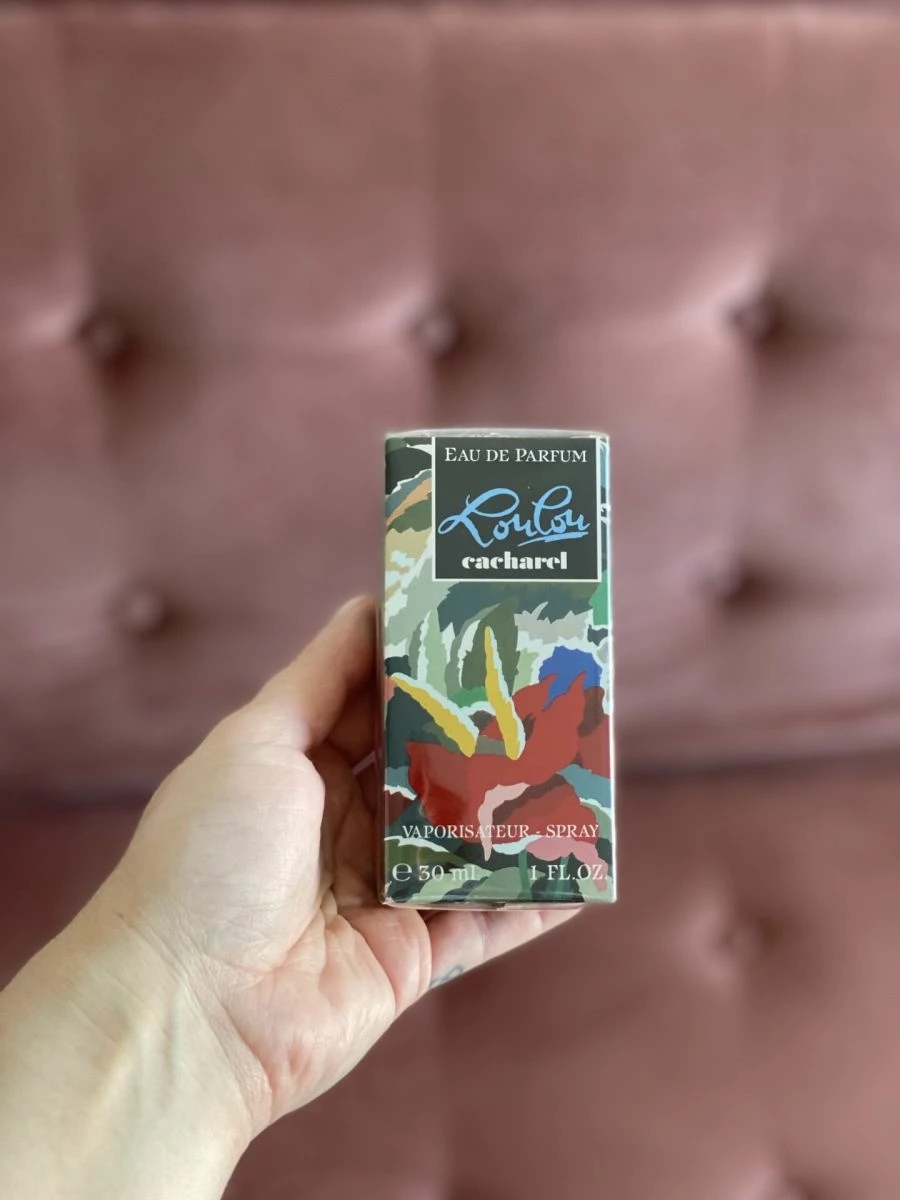 EAU DE PARFUM
Loulou
cacharel
VAPORISATEUR - SPRAY
℮ 30 mL 1 FL.OZ.